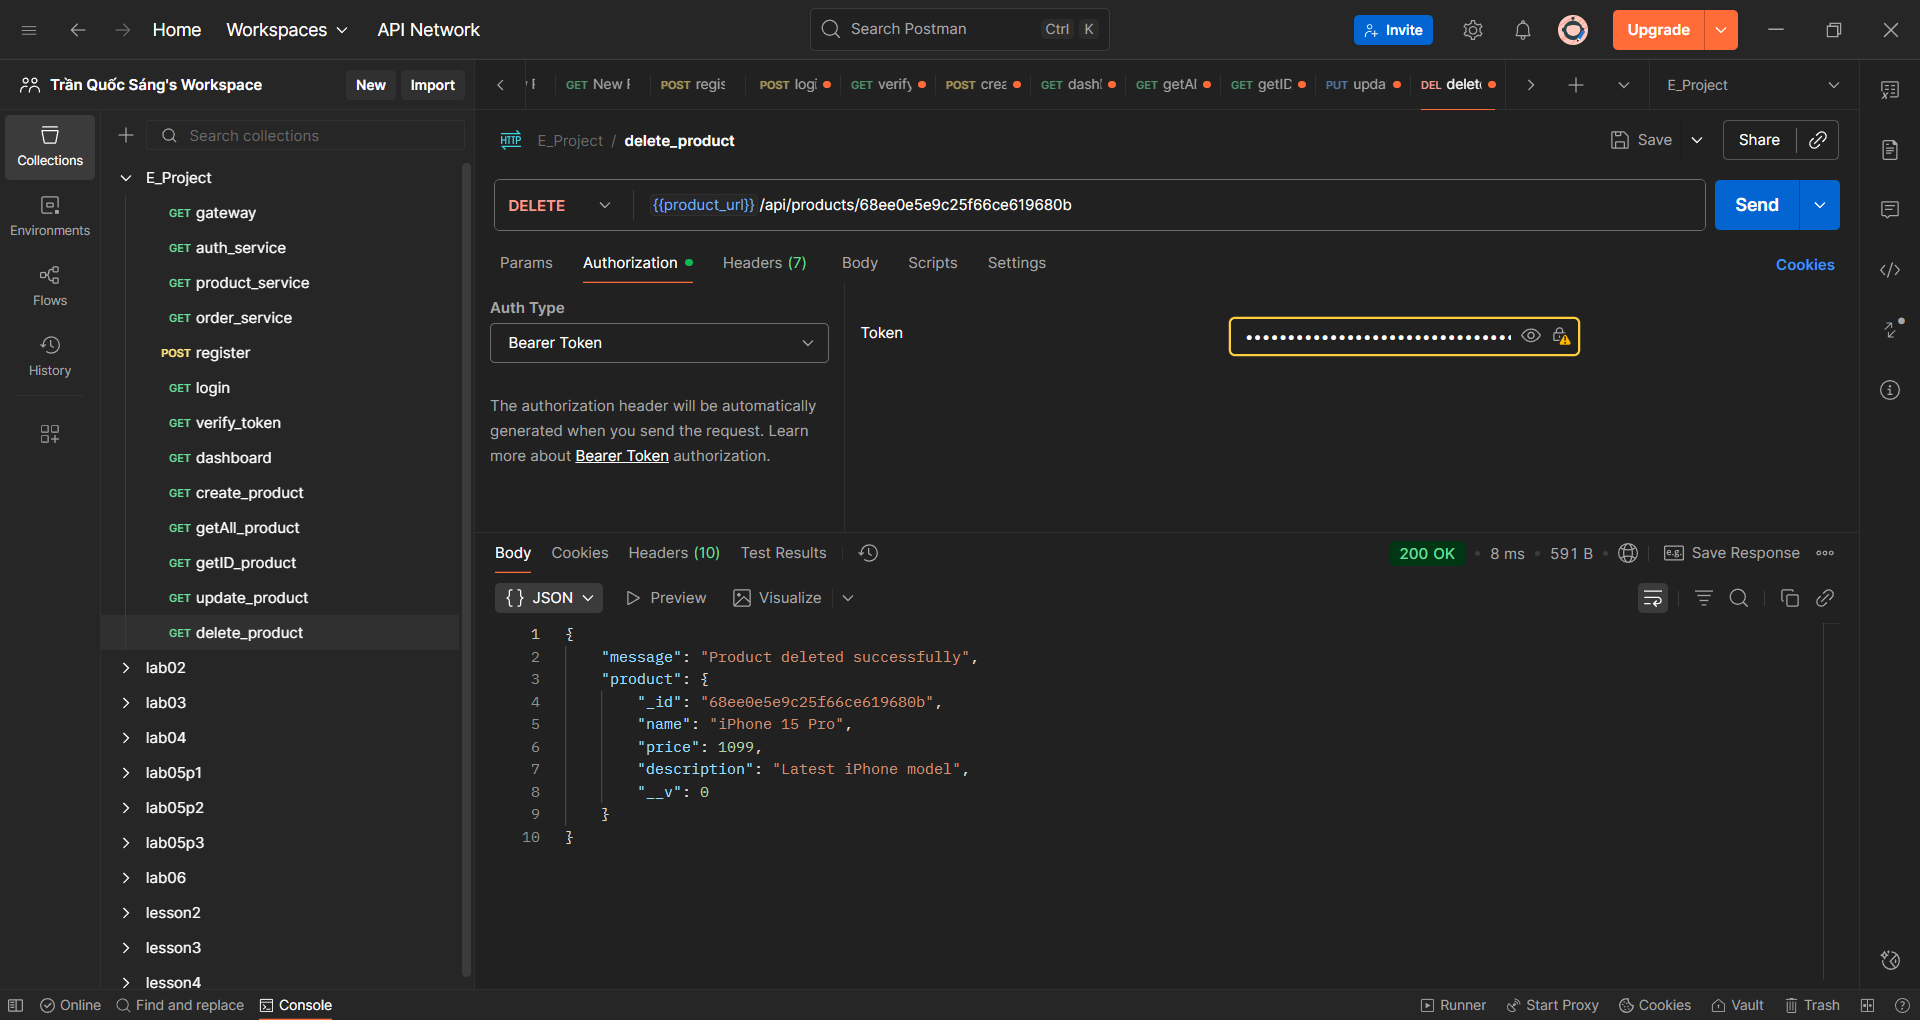 Home Workspaces API Network
Search Postman Ctrl K
Invite Upgrade
Trần Quốc Sáng's Workspace New Import
GET New POST regis POST logi GET verify POST crea GET dash GET getAl GET getID PUT upda DEL delet
E_Project
Collections
Environments
Flows
History
Search collections
E_Project
GET gateway
GET auth_service
GET product_service
GET order_service
POST register
GET login
GET verify_token
GET dashboard
GET create_product
GET getAll_product
GET getID_product
GET update_product
GET delete_product
lab02
lab03
lab04
lab05p1
lab05p2
lab05p3
lab06
lesson2
lesson3
lesson4
HTTP E_Project / delete_product
Save Share
DELETE {{product_url}} /api/products/68ee0e5e9c25f66ce619680b
Send
Params Authorization Headers (7) Body Scripts Settings
Cookies
Auth Type
Bearer Token
The authorization header will be automatically
generated when you send the request. Learn
more about Bearer Token authorization.
Token
Body Cookies Headers (10) Test Results
200 OK • 8 ms • 591 B
e.g. Save Response
{} JSON Preview Visualize
1 {
2 "message": "Product deleted successfully",
3 "product": {
4 "_id": "68ee0e5e9c25f66ce619680b",
5 "name": "iPhone 15 Pro",
6 "price": 1099,
7 "description": "Latest iPhone model",
8 "__v": 0
9 }
10 }
Online Find and replace Console
Runner Start Proxy Cookies Vault Trash